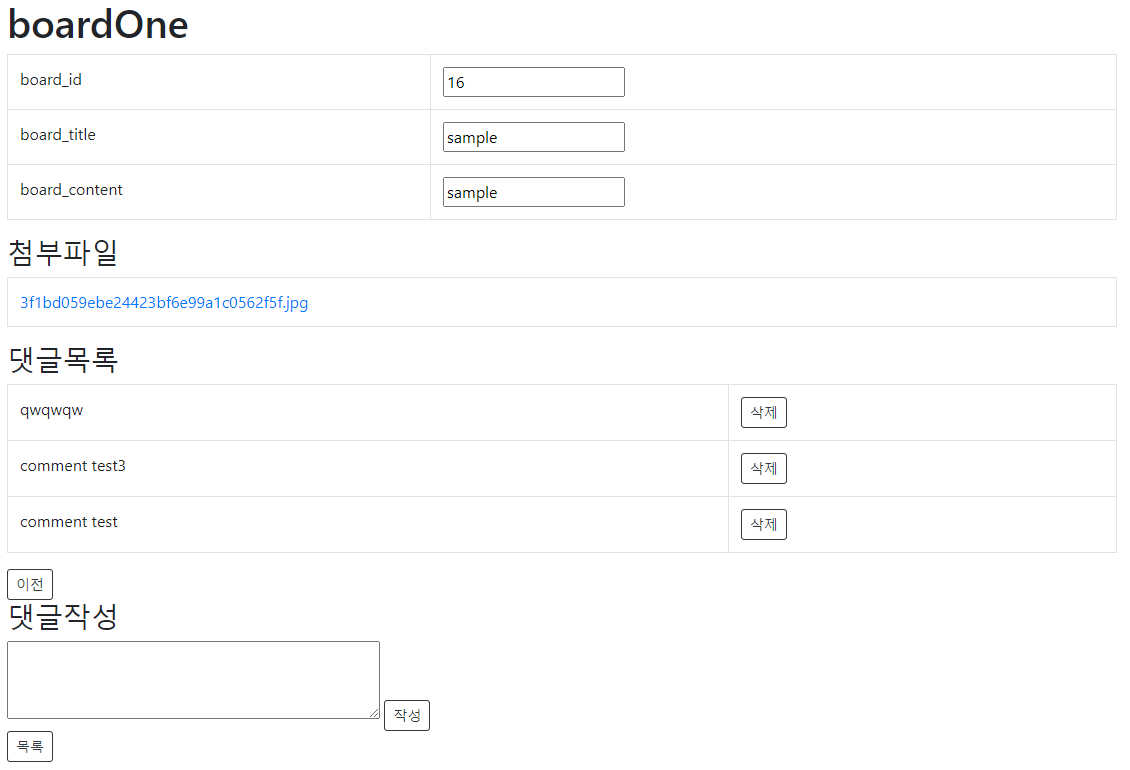 boardOne
board_id 16
board_title sample
board_content sample
첨부파일
3f1bd059ebe24423bf6e99a1c0562f5f.jpg
댓글목록
qwqwqw 삭제
comment test3 삭제
comment test 삭제
이전
댓글작성
작성
목록